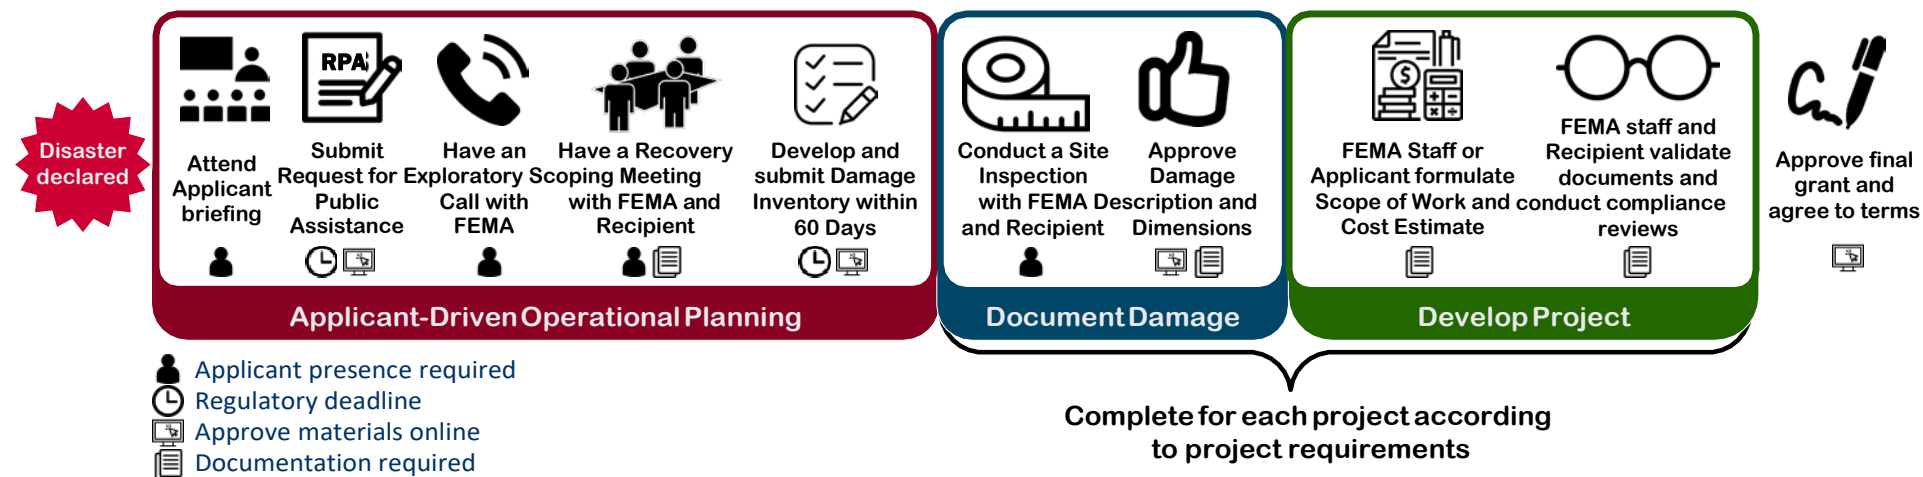 Disaster
declared
RPA
Attend
Applicant
briefing
Submit
Request for
Public
Assistance
Have an
Exploratory
Call with
FEMA
Have a Recovery
Scoping Meeting
with FEMA and
Recipient
Develop and
submit Damage
Inventory within
60 Days
Applicant-Driven Operational Planning
Conduct a Site
Inspection
with FEMA
and Recipient
Approve
Damage
Description and
Dimensions
Document Damage
FEMA Staff or
Applicant formulate
Scope of Work and
Cost Estimate
FEMA staff and
Recipient validate
documents and
conduct compliance
reviews
Develop Project
Approve final
grant and
agree to terms
Applicant presence required
Regulatory deadline
Approve materials online
Documentation required
Complete for each project according
to project requirements